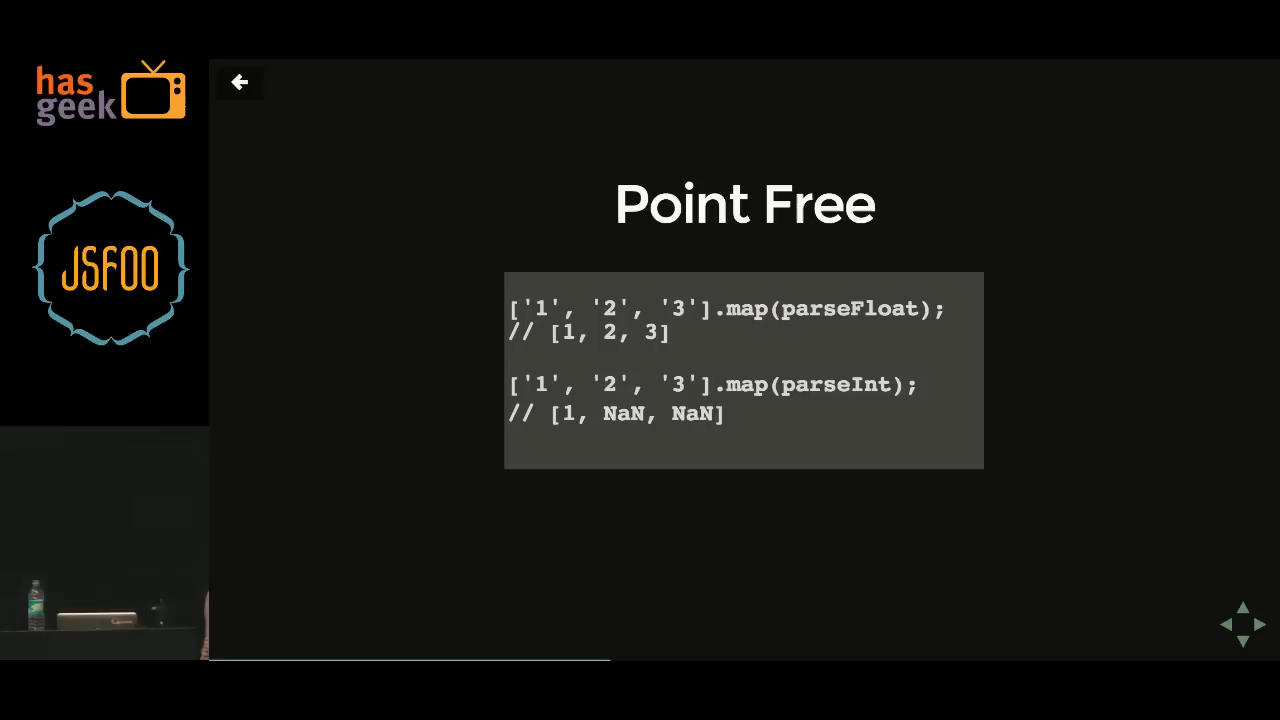 has
geek
JSFOO
Point Free
['1', '2', '3'].map(parseFloat);
// [1, 2, 3]
['1', '2', '3'].map(parseInt);
// [1, NaN, NaN]